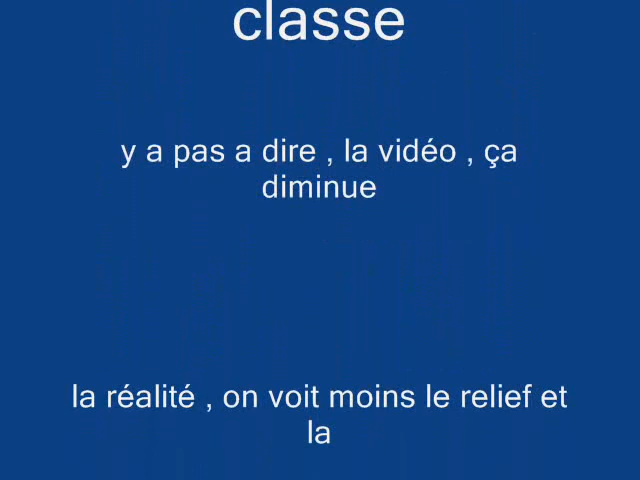 classe
y a pas a dire , la vidéo , ça
diminue
la réalité , on voit moins le relief et
la